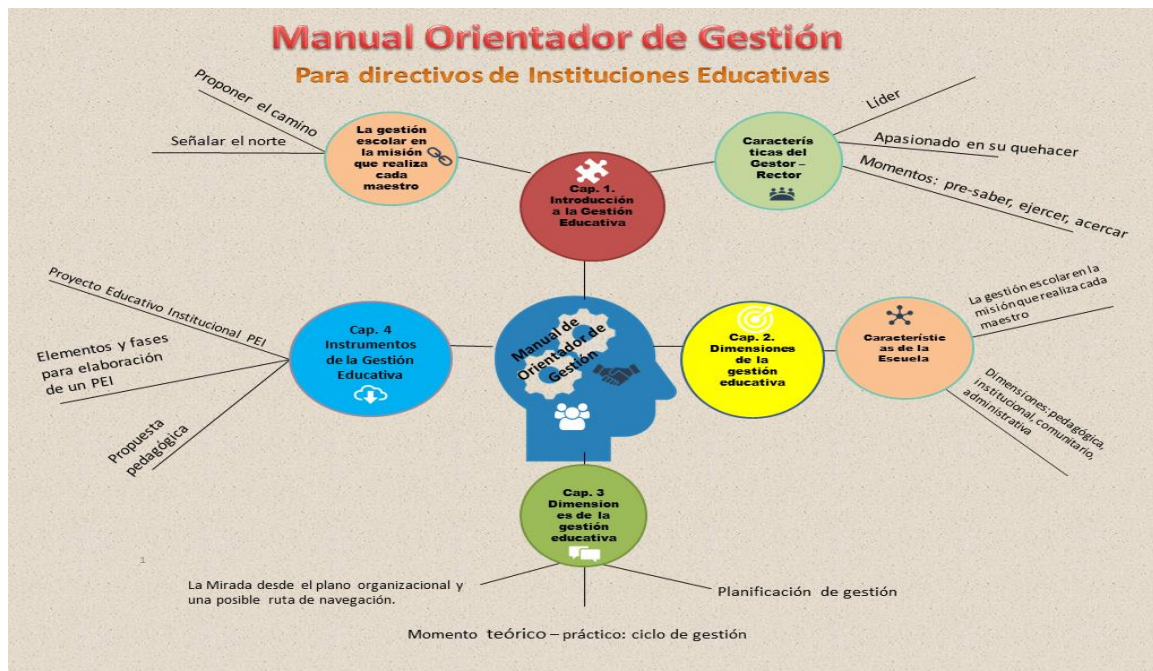 Manual Orientador de Gestión
Para directivos de Instituciones Educativas
Proponer el camino
Señalar el norte
La gestión
escolar en
la misión
que realiza
cada
maestro
Cap. 1.
Introducción
a la Gestión
Educativa
Caracterís
ticas del
Gestor –
Rector
Líder
Apasionado en su quehacer
Momentos: pre-saber, ejercer, acercar
Proyecto Educativo Institucional PEI
Elementos y fases
para elaboración
de un PEI
Propuesta
pedagógica
Cap. 4
Instrumentos
de la Gestión
Educativa
Manual de
Orientador de
Gestión
Cap. 2.
Dimensiones
de la
gestión
educativa
Característic
as de la
Escuela
La gestión escolar en la
misión que realiza cada
maestro
Dimensiones: pedagógica,
institucional, comunitario,
administrativa
Cap. 3
Dimension
es de la
gestión
educativa
1
La Mirada desde el plano organizacional y
una posible ruta de navegación.
Planificación de gestión
Momento teórico – práctico: ciclo de gestión